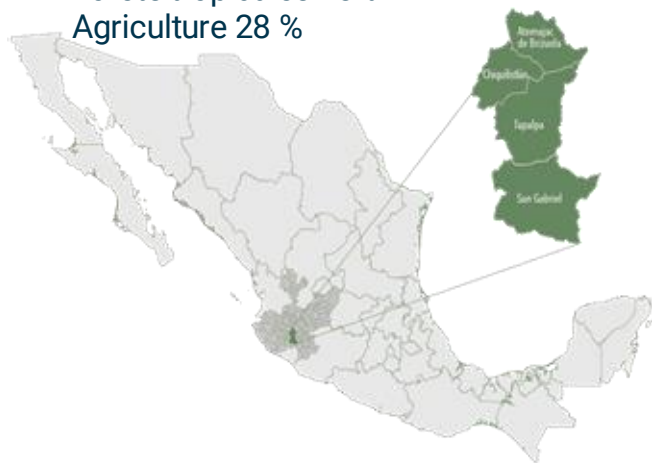 Agriculture 28 %
Atemajac
de Brizuela
Chiquilistlán
Tapalpa
San Gabriel